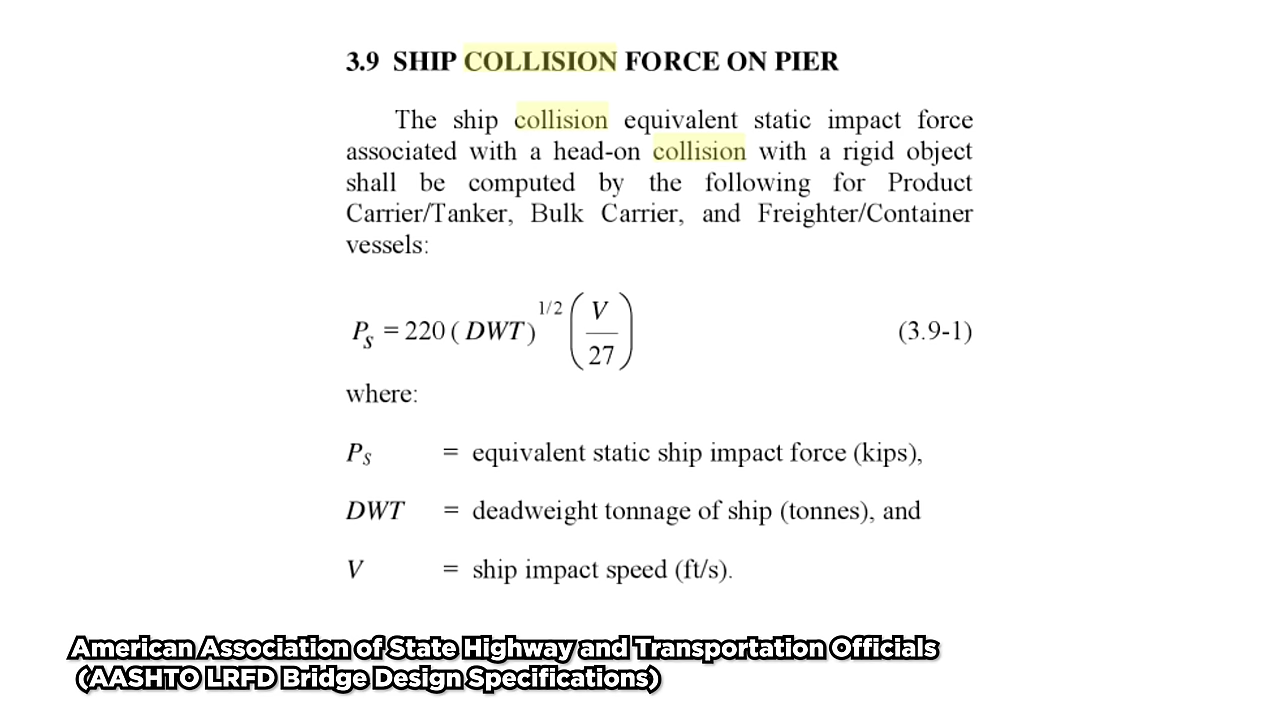 3.9 SHIP COLLISION FORCE ON PIER
The ship collision equivalent static impact force
associated with a head-on collision with a rigid object
shall be computed by the following for Product
Carrier/Tanker, Bulk Carrier, and Freighter/Container
vessels:
P_S = 220 ( DWT )^{1/2} (V/27) (3.9-1)
where:
P_S = equivalent static ship impact force (kips),
DWT = deadweight tonnage of ship (tonnes), and
V = ship impact speed (ft/s).
American Association of State Highway and Transportation Officials
(AASHTO LRFD Bridge Design Specifications)